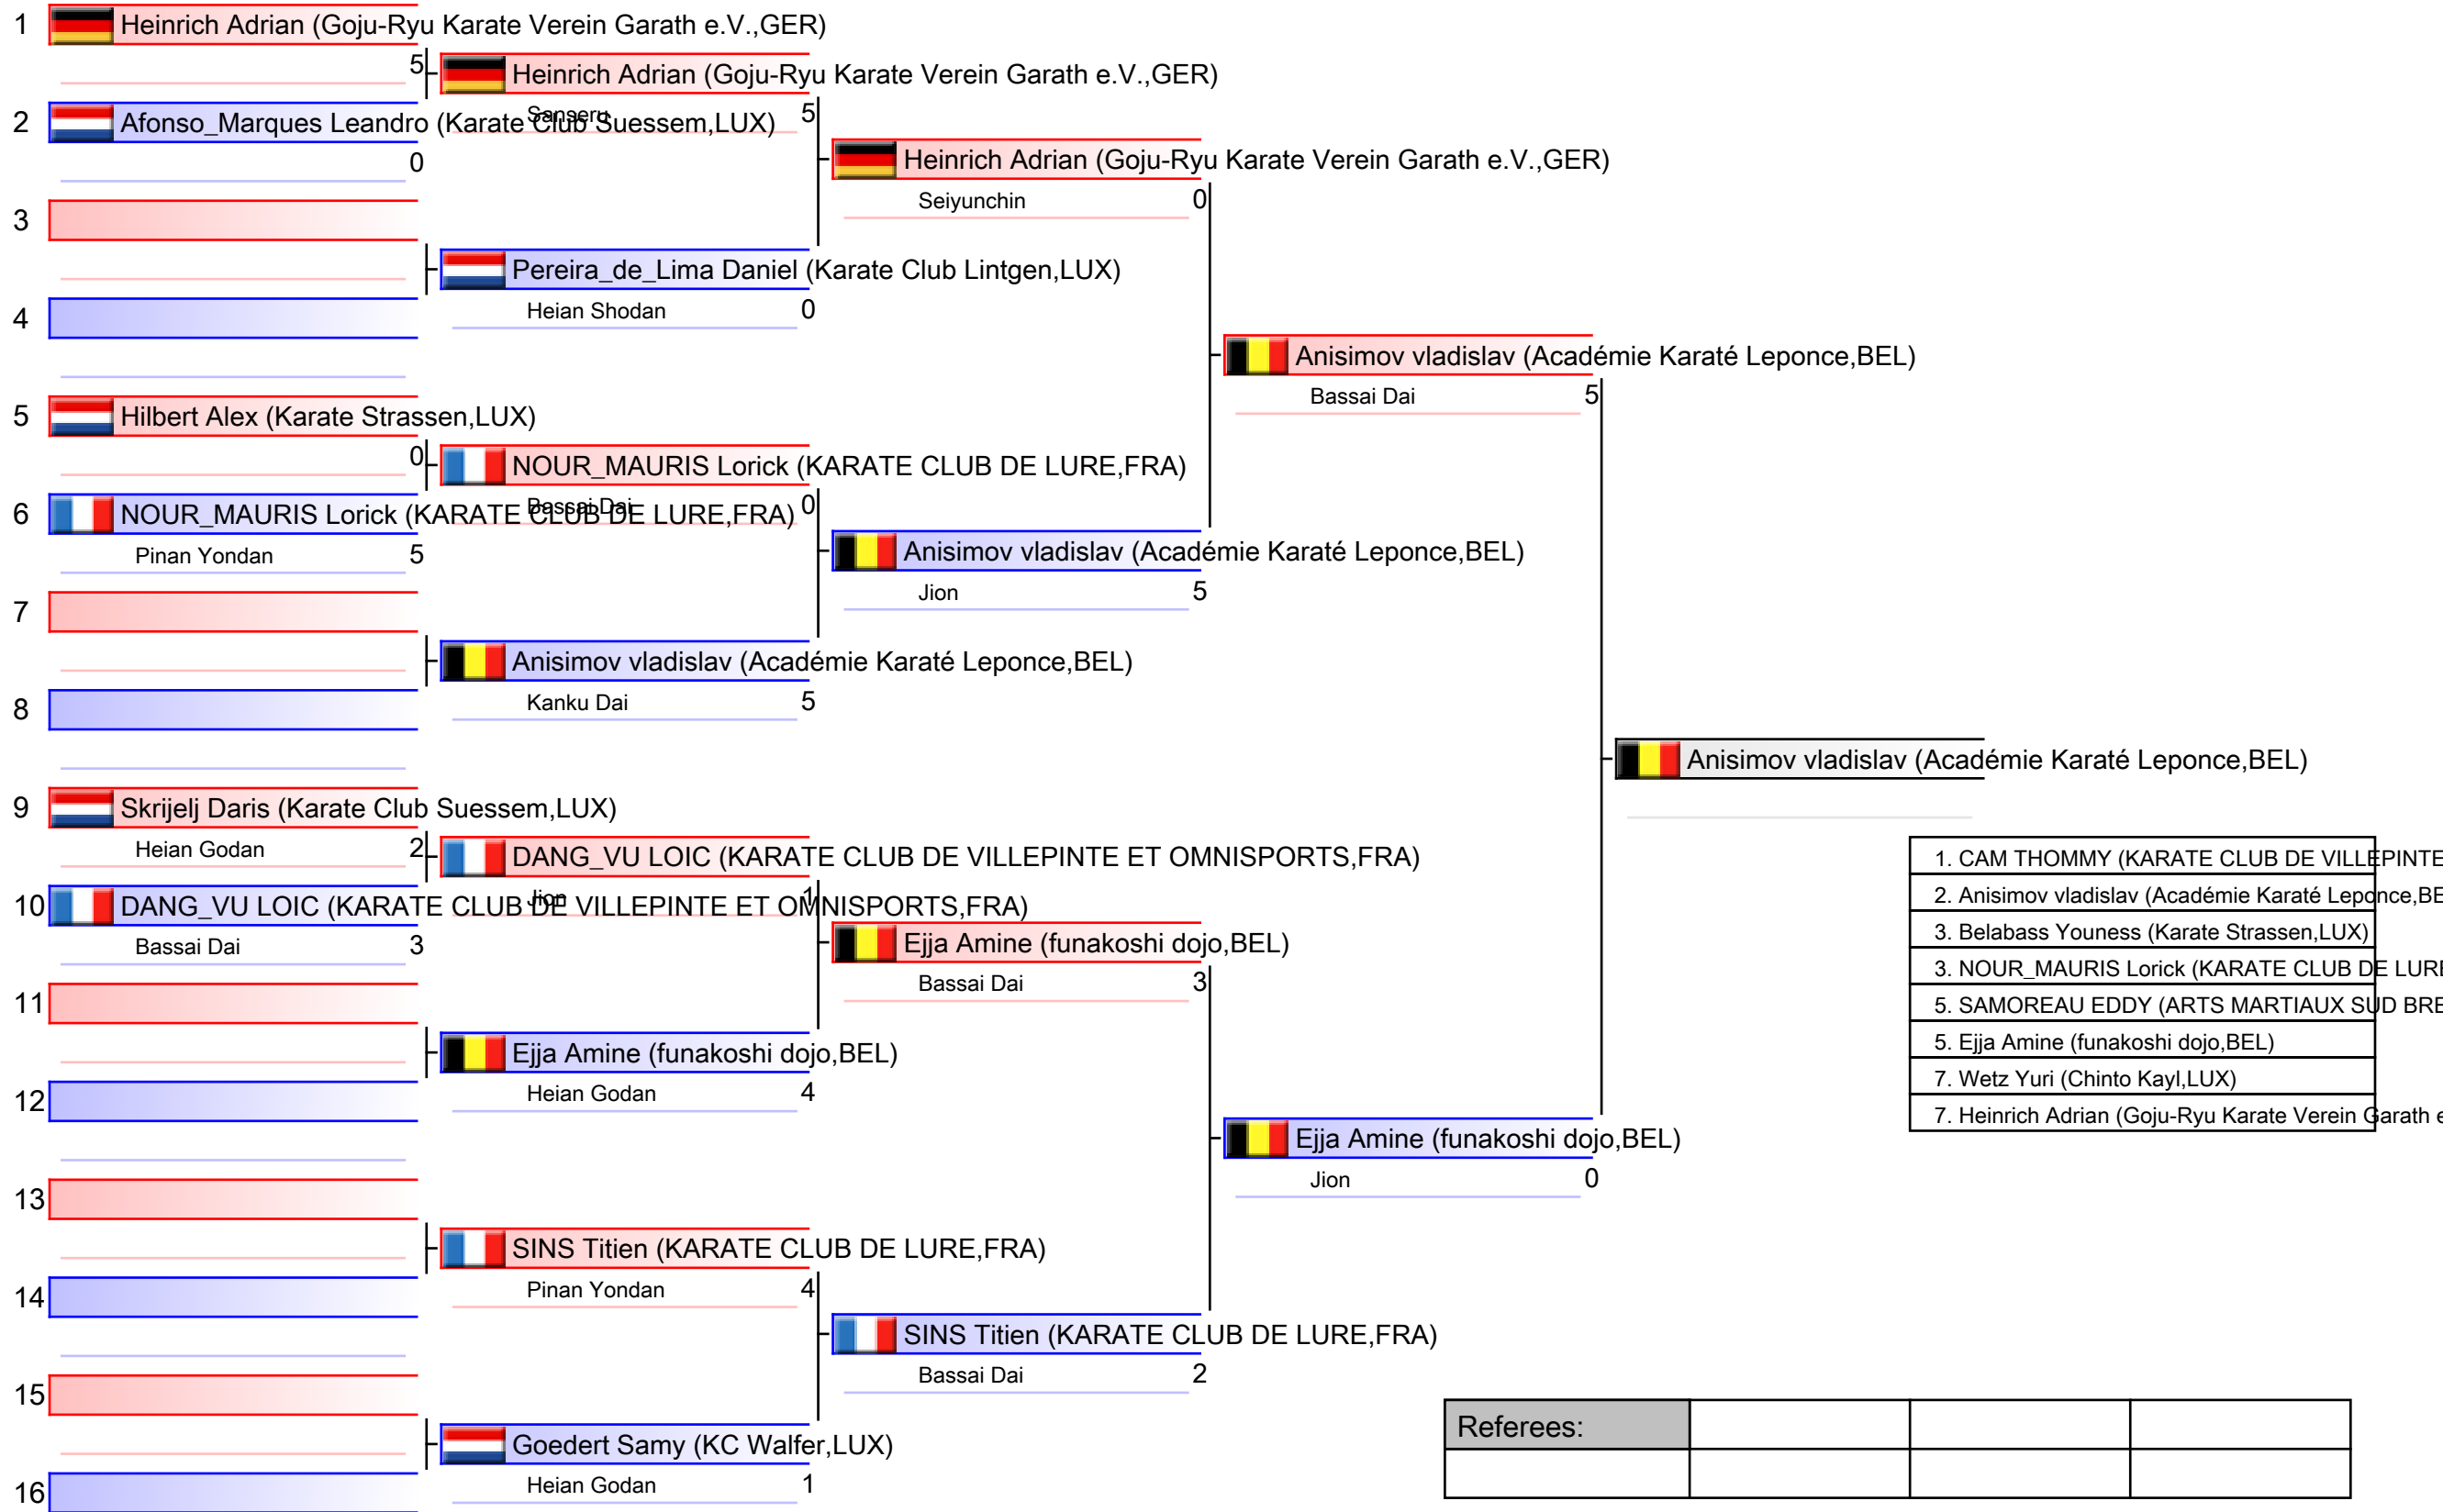 1 Heinrich Adrian (Goju-Ryu Karate Verein Garath e.V.,GER)
5
2 Afonso_Marques Leandro (Karate Club Suessem,LUX)
0
3
4
5 Hilbert Alex (Karate Strassen,LUX)
0
6 NOUR_MAURIS Lorick (KARATE CLUB DE LURE,FRA)
Pinan Yondan 5
7
8
9 Skrijelj Daris (Karate Club Suessem,LUX)
Heian Godan 2
10 DANG_VU LOIC (KARATE CLUB DE VILLEPINTE ET OMNISPORTS,FRA)
Bassai Dai 3
11
12
13
14
15
16
Heinrich Adrian (Goju-Ryu Karate Verein Garath e.V.,GER)
Sanseru 5
Pereira_de_Lima Daniel (Karate Club Lintgen,LUX)
Heian Shodan 0
NOUR_MAURIS Lorick (KARATE CLUB DE LURE,FRA)
Bassai Dai 0
Anisimov vladislav (Académie Karaté Leponce,BEL)
Kanku Dai 5
DANG_VU LOIC (KARATE CLUB DE VILLEPINTE ET OMNISPORTS,FRA)
Jion 1
Ejja Amine (funakoshi dojo,BEL)
Heian Godan 4
SINS Titien (KARATE CLUB DE LURE,FRA)
Pinan Yondan 4
Goedert Samy (KC Walfer,LUX)
Heian Godan 1
Heinrich Adrian (Goju-Ryu Karate Verein Garath e.V.,GER)
Seiyunchin 0
Anisimov vladislav (Académie Karaté Leponce,BEL)
Jion 5
Ejja Amine (funakoshi dojo,BEL)
Bassai Dai 3
SINS Titien (KARATE CLUB DE LURE,FRA)
Bassai Dai 2
Anisimov vladislav (Académie Karaté Leponce,BEL)
Bassai Dai 5
Ejja Amine (funakoshi dojo,BEL)
Jion 0
Anisimov vladislav (Académie Karaté Leponce,BEL)
1. CAM THOMMY (KARATE CLUB DE VILLEPINTE
2. Anisimov vladislav (Académie Karaté Leponce,BE
3. Belabass Youness (Karate Strassen,LUX)
3. NOUR_MAURIS Lorick (KARATE CLUB DE LURE
5. SAMOREAU EDDY (ARTS MARTIAUX SUD BRE
5. Ejja Amine (funakoshi dojo,BEL)
7. Wetz Yuri (Chinto Kayl,LUX)
7. Heinrich Adrian (Goju-Ryu Karate Verein Garath e
Referees: